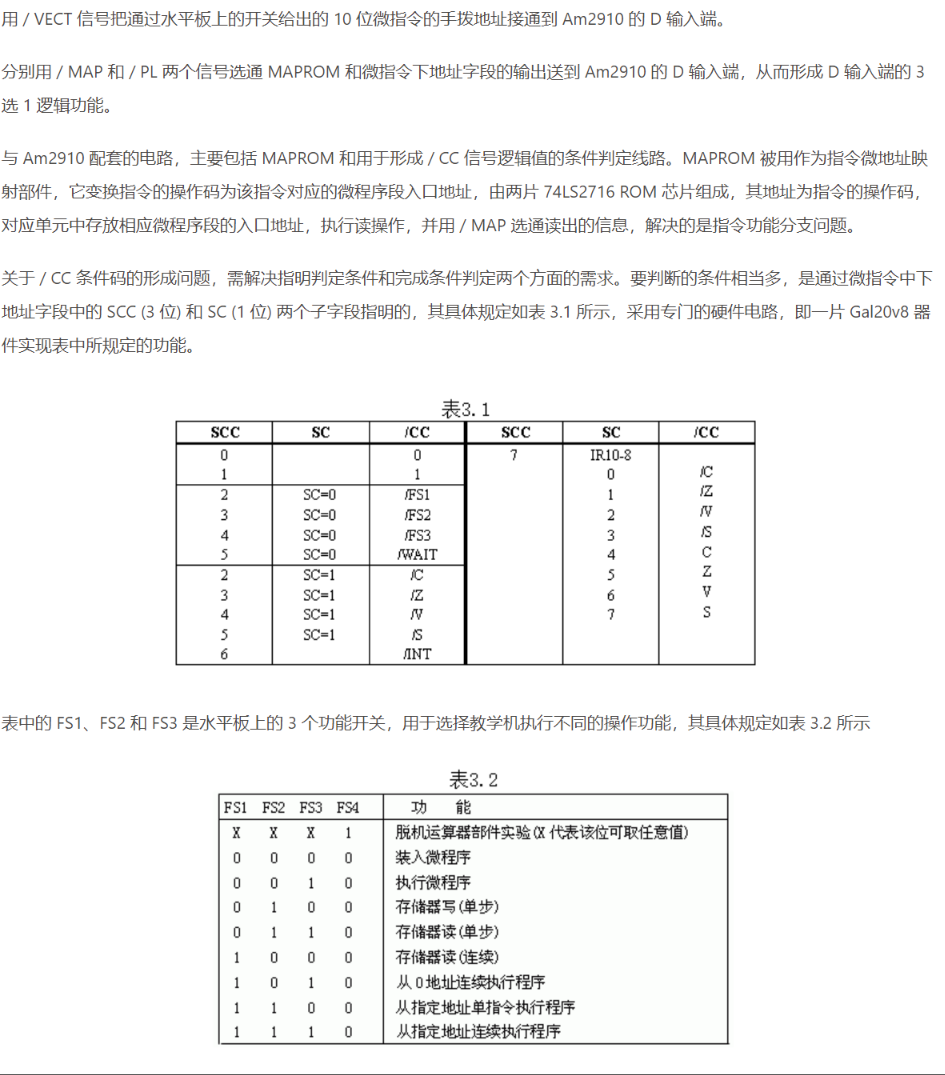 用 / VECT 信号把通过水平板上的开关给出的 10 位微指令的手拨地址接通到 Am2910 的 D 输入端。
分别用 / MAP 和 / PL 两个信号选通 MAPROM 和微指令下地址字段的输出送到 Am2910 的 D 输入端，从而形成 D 输入端的 3
选 1 逻辑功能。
与 Am2910 配套的电路，主要包括 MAPROM 和用于形成 / CC 信号逻辑值的条件判定线路。MAPROM 被用作为指令微地址映
射部件，它变换指令的操作码为该指令对应的微程序段入口地址，由两片 74LS2716 ROM 芯片组成，其地址为指令的操作码，
对应单元中存放相应微程序段的入口地址，执行读操作，并用 / MAP 选通读出的信息，解决的是指令功能分支问题。
关于 / CC 条件码的形成问题，需解决指明判定条件和完成条件判定两个方面的需求。要判断的条件相当多，是通过微指令中下
地址字段中的 SCC (3 位) 和 SC (1 位) 两个子字段指明的，其具体规定如表 3.1 所示，采用专门的硬件电路，即一片 Gal20v8 器
件实现表中所规定的功能。
表3.1
SCC SC /CC SCC SC /CC
0 0 7 IR10-8
1 1 0 /C
2 SC=0 /FS1 1 /Z
3 SC=0 /FS2 2 /V
4 SC=0 /FS3 3 /S
5 SC=0 /WAIT 4 C
2 SC=1 /C 5 Z
3 SC=1 /Z 6 V
4 SC=1 /V 7 S
5 SC=1 /S
6 /INT
表中的 FS1、FS2 和 FS3 是水平板上的 3 个功能开关，用于选择教学机执行不同的操作功能，其具体规定如表 3.2 所示
表3.2
FS1 FS2 FS3 FS4 功 能
X X X 1 脱机运算器部件实验(X 代表该位可取任意值)
0 0 0 0 装入微程序
0 0 1 0 执行微程序
0 1 0 0 存储器写(单步)
0 1 1 0 存储器读(单步)
1 0 0 0 存储器读(连续)
1 0 1 0 从 0 地址连续执行程序
1 1 0 0 从指定地址单指令执行程序
1 1 1 0 从指定地址连续执行程序